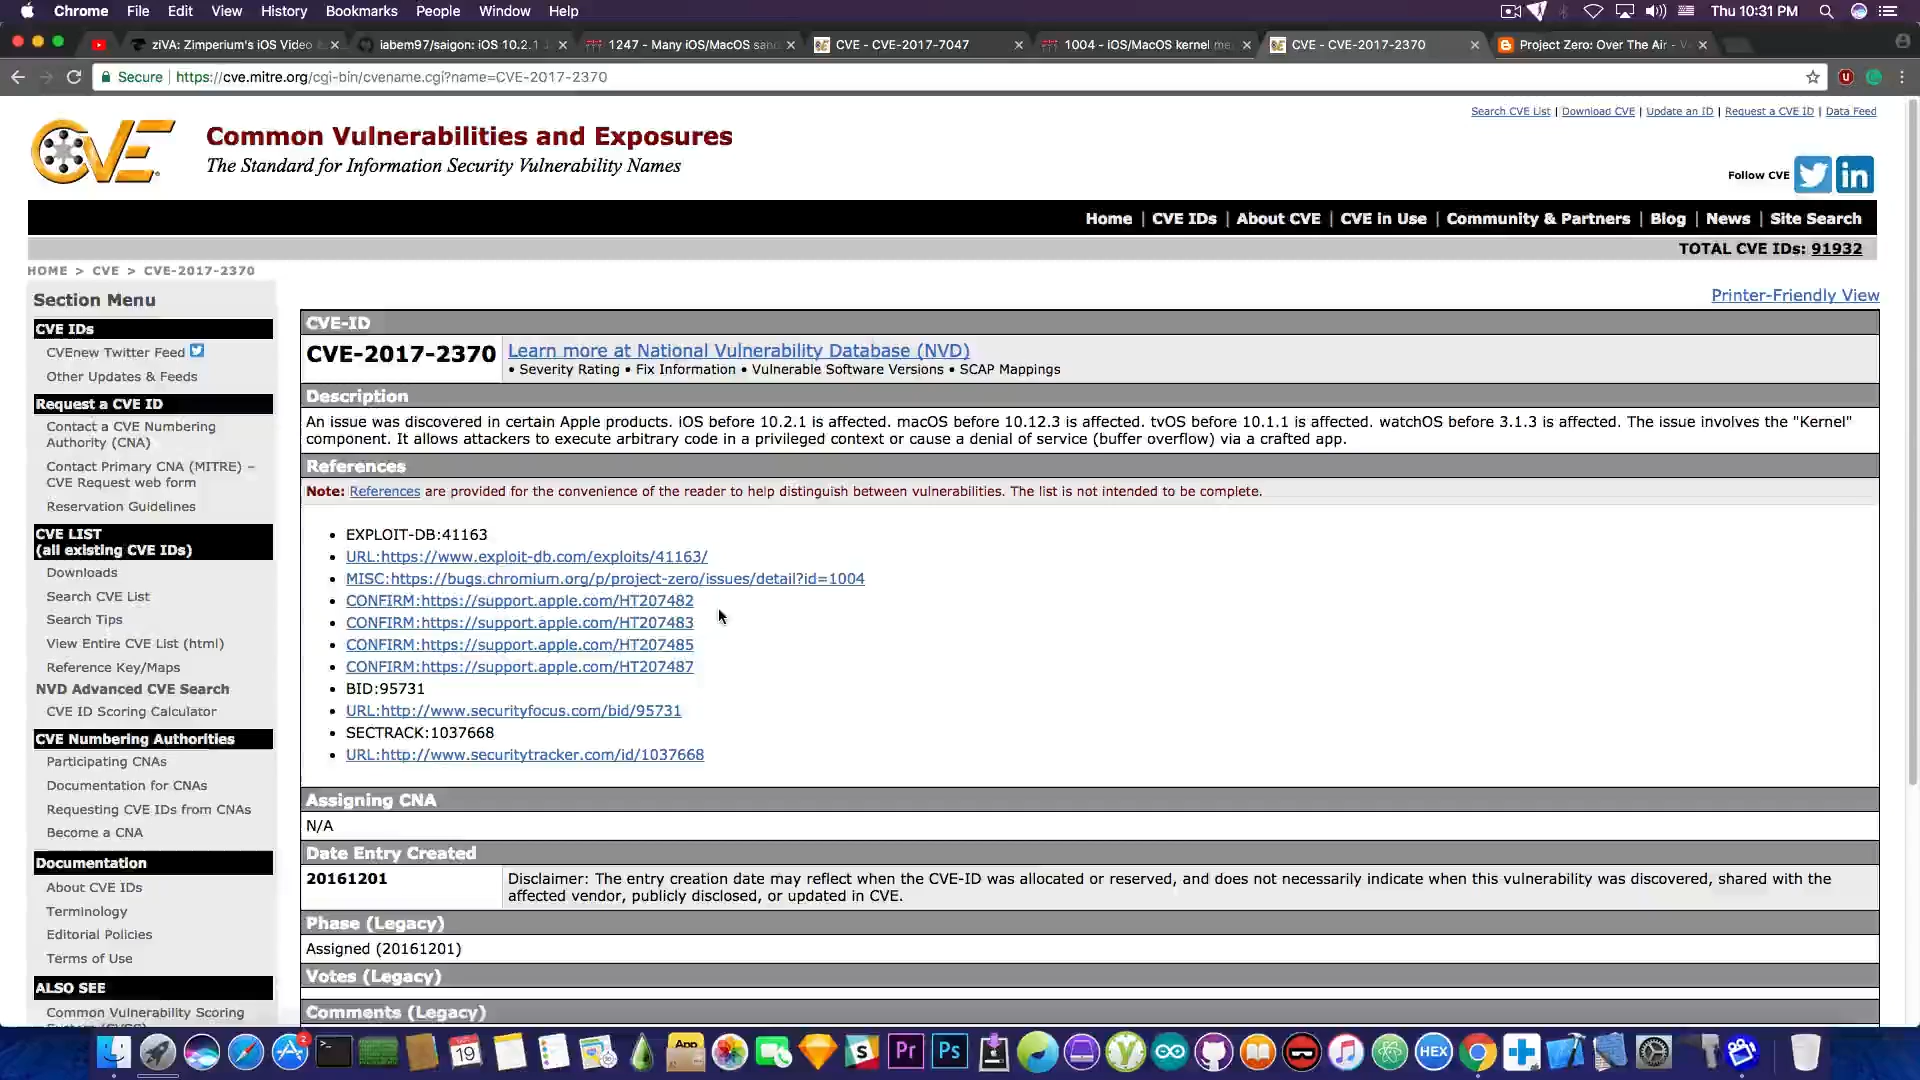 Chrome File Edit View History Bookmarks People Window Help
Thu 10:31 PM
ziVA: Zimperium's iOS Video
iabem97/saigon: iOS 10.2.1
1247 - Many iOS/MacOS san
CVE - CVE-2017-7047
1004 - iOS/MacOS kernel me
CVE - CVE-2017-2370
Project Zero: Over The Air - V
Secure https://cve.mitre.org/cgi-bin/cvename.cgi?name=CVE-2017-2370
Search CVE List | Download CVE | Update an ID | Request a CVE ID | Data Feed
CVE
Common Vulnerabilities and Exposures
The Standard for Information Security Vulnerability Names
Follow CVE
Home | CVE IDs | About CVE | CVE in Use | Community & Partners | Blog | News | Site Search
TOTAL CVE IDs: 91932
HOME > CVE > CVE-2017-2370
Section Menu
CVE IDs
CVEnew Twitter Feed
Other Updates & Feeds
Request a CVE ID
Contact a CVE Numbering
Authority (CNA)
Contact Primary CNA (MITRE) –
CVE Request web form
Reservation Guidelines
CVE LIST
(all existing CVE IDs)
Downloads
Search CVE List
Search Tips
View Entire CVE List (html)
Reference Key/Maps
NVD Advanced CVE Search
CVE ID Scoring Calculator
CVE Numbering Authorities
Participating CNAs
Documentation for CNAs
Requesting CVE IDs from CNAs
Become a CNA
Documentation
About CVE IDs
Terminology
Editorial Policies
Terms of Use
ALSO SEE
Common Vulnerability Scoring
Printer-Friendly View
CVE-ID
CVE-2017-2370
Learn more at National Vulnerability Database (NVD)
• Severity Rating • Fix Information • Vulnerable Software Versions • SCAP Mappings
Description
An issue was discovered in certain Apple products. iOS before 10.2.1 is affected. macOS before 10.12.3 is affected. tvOS before 10.1.1 is affected. watchOS before 3.1.3 is affected. The issue involves the "Kernel"
component. It allows attackers to execute arbitrary code in a privileged context or cause a denial of service (buffer overflow) via a crafted app.
References
Note: References are provided for the convenience of the reader to help distinguish between vulnerabilities. The list is not intended to be complete.
• EXPLOIT-DB:41163
• URL:https://www.exploit-db.com/exploits/41163/
• MISC:https://bugs.chromium.org/p/project-zero/issues/detail?id=1004
• CONFIRM:https://support.apple.com/HT207482
• CONFIRM:https://support.apple.com/HT207483
• CONFIRM:https://support.apple.com/HT207485
• CONFIRM:https://support.apple.com/HT207487
• BID:95731
• URL:http://www.securityfocus.com/bid/95731
• SECTRACK:1037668
• URL:http://www.securitytracker.com/id/1037668
Assigning CNA
N/A
Date Entry Created
20161201
Disclaimer: The entry creation date may reflect when the CVE-ID was allocated or reserved, and does not necessarily indicate when this vulnerability was discovered, shared with the
affected vendor, publicly disclosed, or updated in CVE.
Phase (Legacy)
Assigned (20161201)
Votes (Legacy)
Comments (Legacy)
2
19
App
S
Pr
Ps
HEX